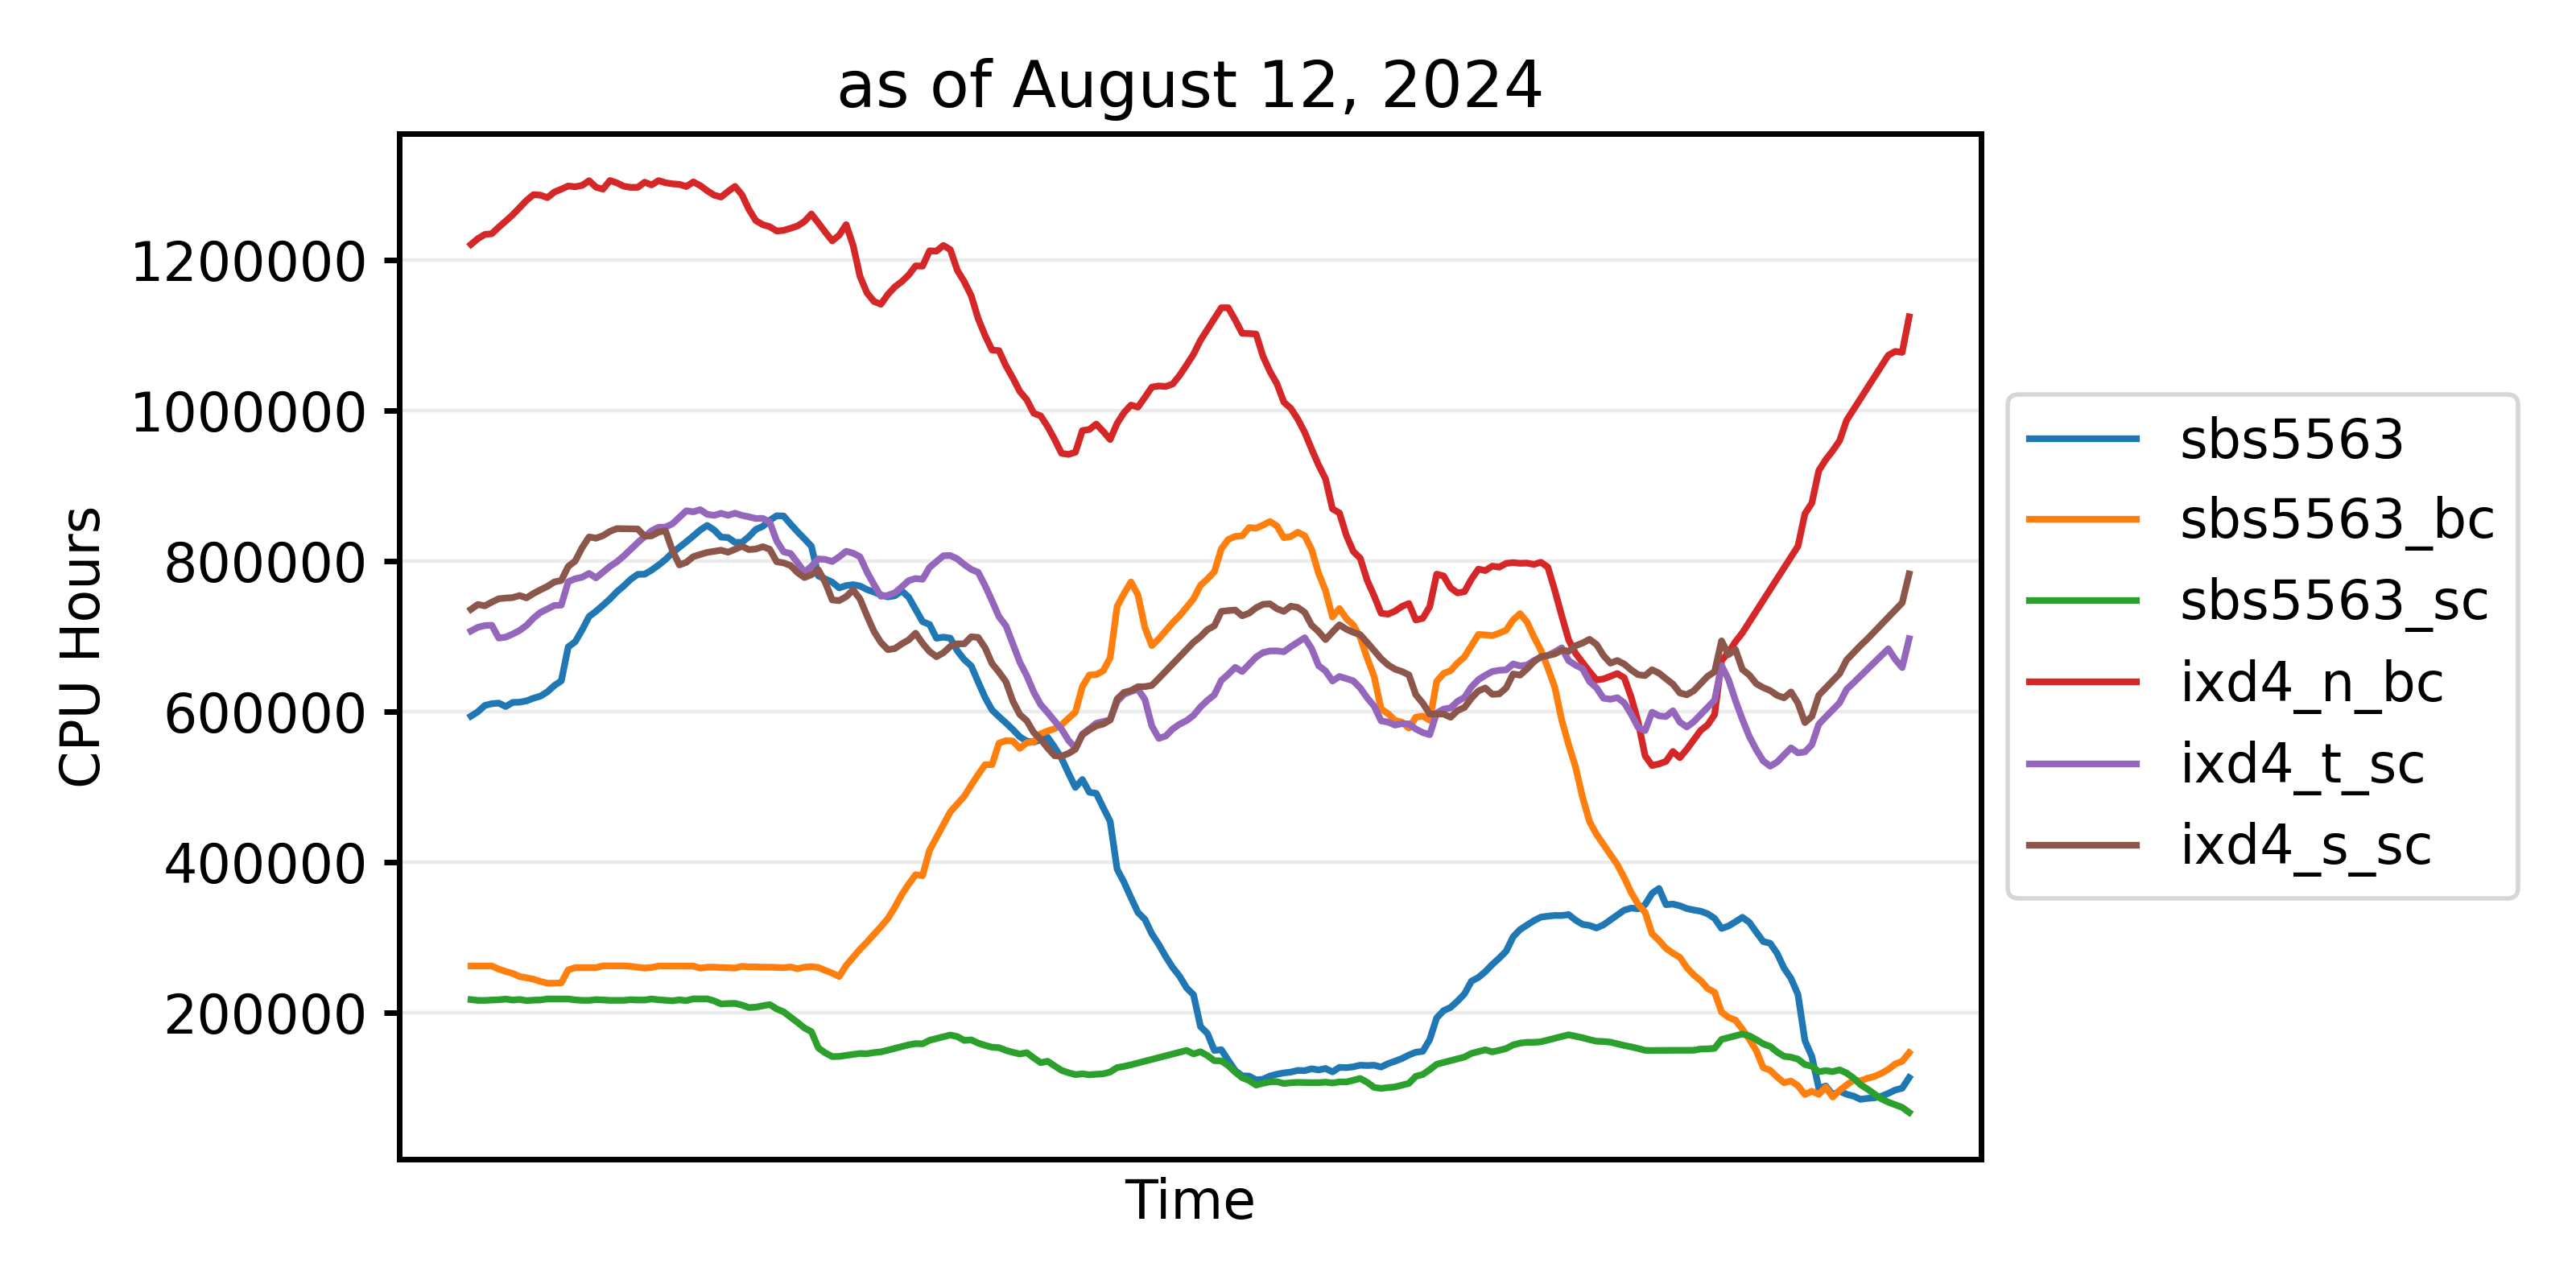 as of August 12, 2024
CPU Hours
1200000
1000000
800000
600000
400000
200000
Time
sbs5563
sbs5563_bc
sbs5563_sc
ixd4_n_bc
ixd4_t_sc
ixd4_s_sc